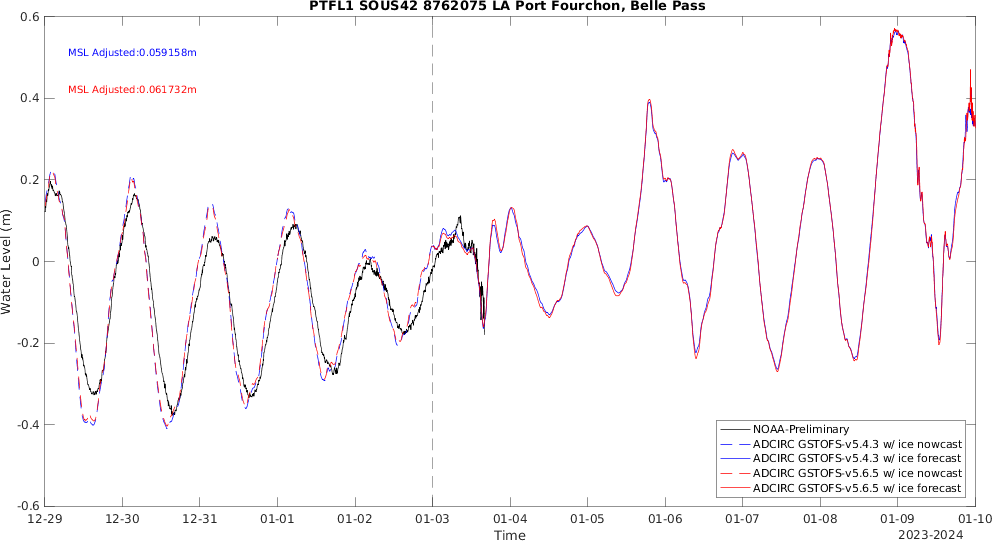 PTFL1 SOUS42 8762075 LA Port Fourchon, Belle Pass
MSL Adjusted:0.059158m
MSL Adjusted:0.061732m
Water Level (m)
0.6
0.4
0.2
0
-0.2
-0.4
-0.6
NOAA-Preliminary
ADCIRC GSTOFS-v5.4.3 w/ ice nowcast
ADCIRC GSTOFS-v5.4.3 w/ ice forecast
ADCIRC GSTOFS-v5.6.5 w/ ice nowcast
ADCIRC GSTOFS-v5.6.5 w/ ice forecast
12-29 12-30 12-31 01-01 01-02 01-03 01-04 01-05 01-06 01-07 01-08 01-09 01-10
Time
2023-2024